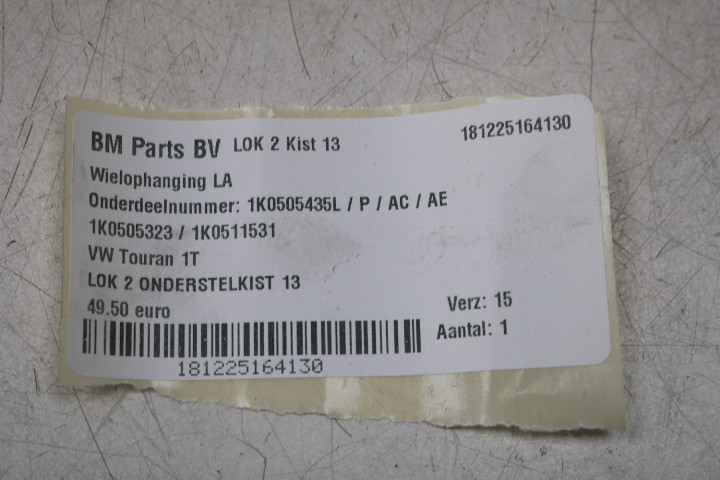 BM Parts BV LOK 2 Kist 13 181225164130
Wielophanging LA
Onderdeelnummer: 1K0505435L / P / AC / AE
1K0505323 / 1K0511531
VW Touran 1T
LOK 2 ONDERSTELKIST 13
49.50 euro Verz: 15
Aantal: 1
181225164130